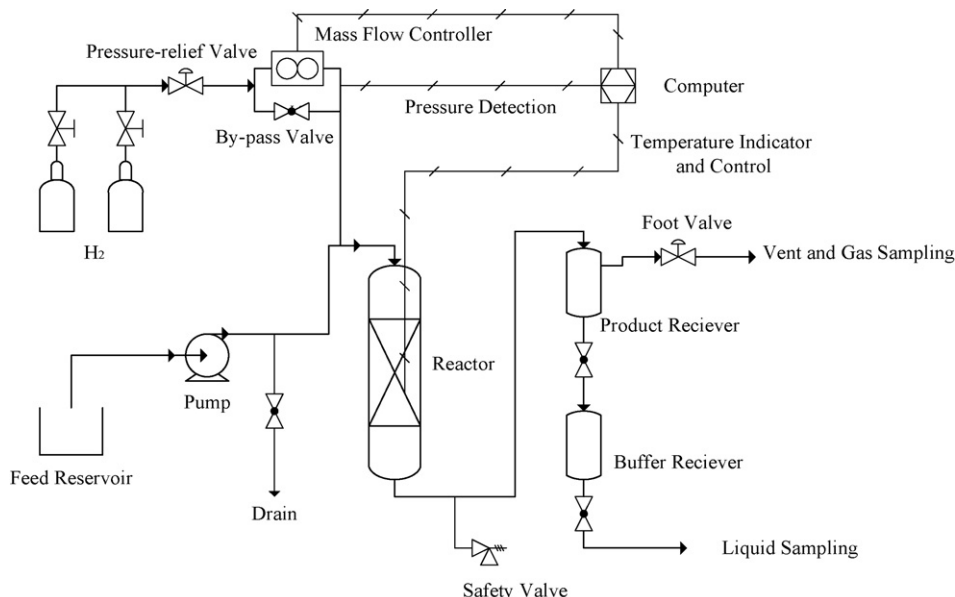 Mass Flow Controller
Pressure-relief Valve
Computer
Pressure Detection
By-pass Valve
Temperature Indicator
and Control
Foot Valve
H₂
Vent and Gas Sampling
Product Reciever
Reactor
Pump
Buffer Reciever
Feed Reservoir
Drain
Liquid Sampling
Safety Valve